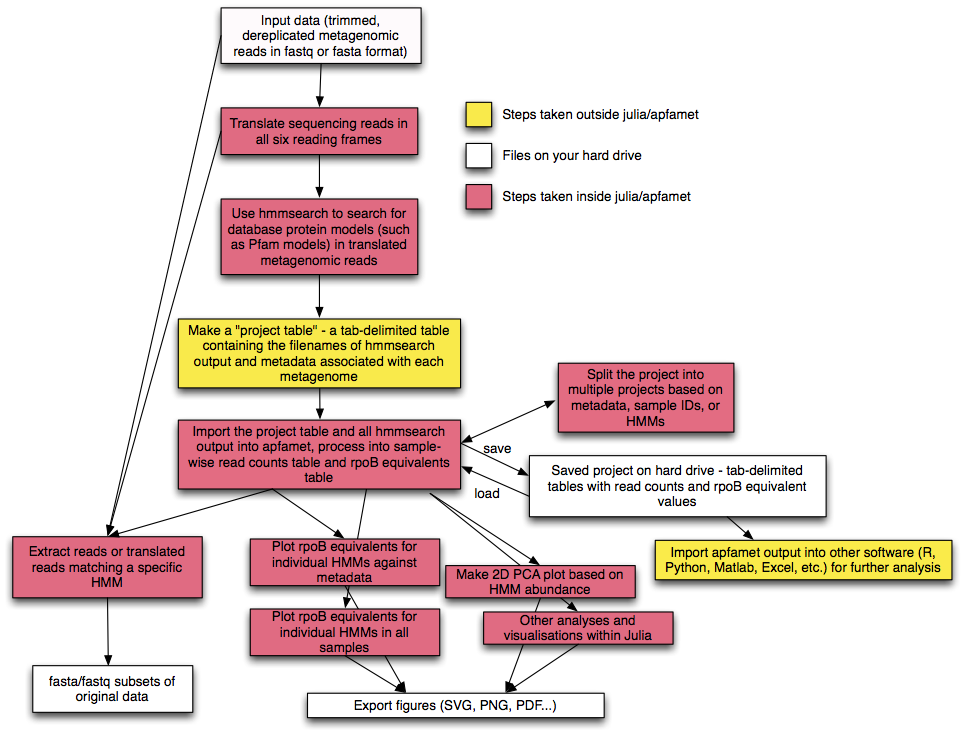 Input data (trimmed,
dereplicated metagenomic
reads in fastq or fasta format)
Translate sequencing reads in
all six reading frames
Steps taken outside julia/apfamet
Files on your hard drive
Steps taken inside julia/apfamet
Use hmmsearch to search for
database protein models (such
as Pfam models) in translated
metagenomic reads
Make a "project table" - a tab-delimited table
containing the filenames of hmmsearch
output and metadata associated with each
metagenome
Split the project into
multiple projects based on
metadata, sample IDs, or
HMMs
Import the project table and all hmmsearch
output into apfamet, process into sample-
wise read counts table and rpoB equivalents
table
save
load
Saved project on hard drive - tab-delimited
tables with read counts and rpoB equivalent
values
Import apfamet output into other software (R,
Python, Matlab, Excel, etc.) for further analysis
Extract reads or translated
reads matching a specific
HMM
Plot rpoB equivalents for
individual HMMs against
metadata
Make 2D PCA plot based on
HMM abundance
Plot rpoB equivalents for
individual HMMs in all
samples
Other analyses and
visualisations within Julia
fasta/fastq subsets of
original data
Export figures (SVG, PNG, PDF...)